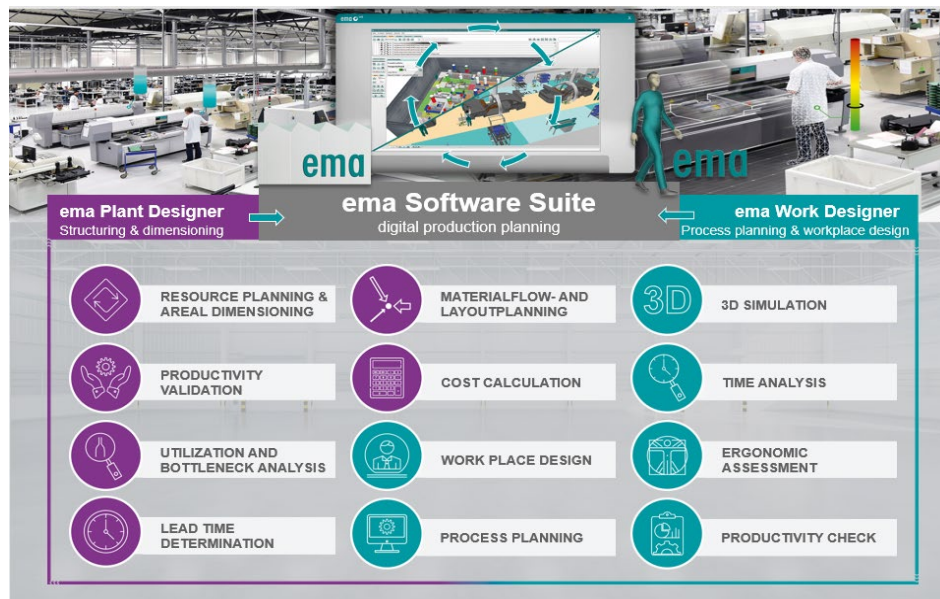 ema
ema
ema
ema Plant Designer
Structuring & dimensioning
ema Software Suite
digital production planning
ema Work Designer
Process planning & workplace design
RESOURCE PLANNING &
AREAL DIMENSIONING
MATERIALFLOW- AND
LAYOUTPLANNING
3D
3D SIMULATION
PRODUCTIVITY
VALIDATION
COST CALCULATION
TIME ANALYSIS
UTILIZATION AND
BOTTLENECK ANALYSIS
WORK PLACE DESIGN
ERGONOMIC
ASSESSMENT
LEAD TIME
DETERMINATION
PROCESS PLANNING
PRODUCTIVITY CHECK